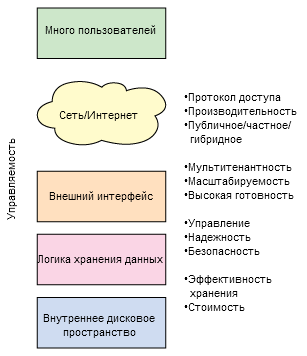 Много пользователей
Сеть/Интернет
•Протокол доступа
•Производительность
•Публичное/частное/
гибридное
Управляемость
•Мультитенантность
•Масштабируемость
•Высокая готовность
Внешний интерфейс
•Управление
•Надежность
•Безопасность
Логика хранения данных
•Эффективность
хранения
•Стоимость
Внутреннее дисковое
пространство